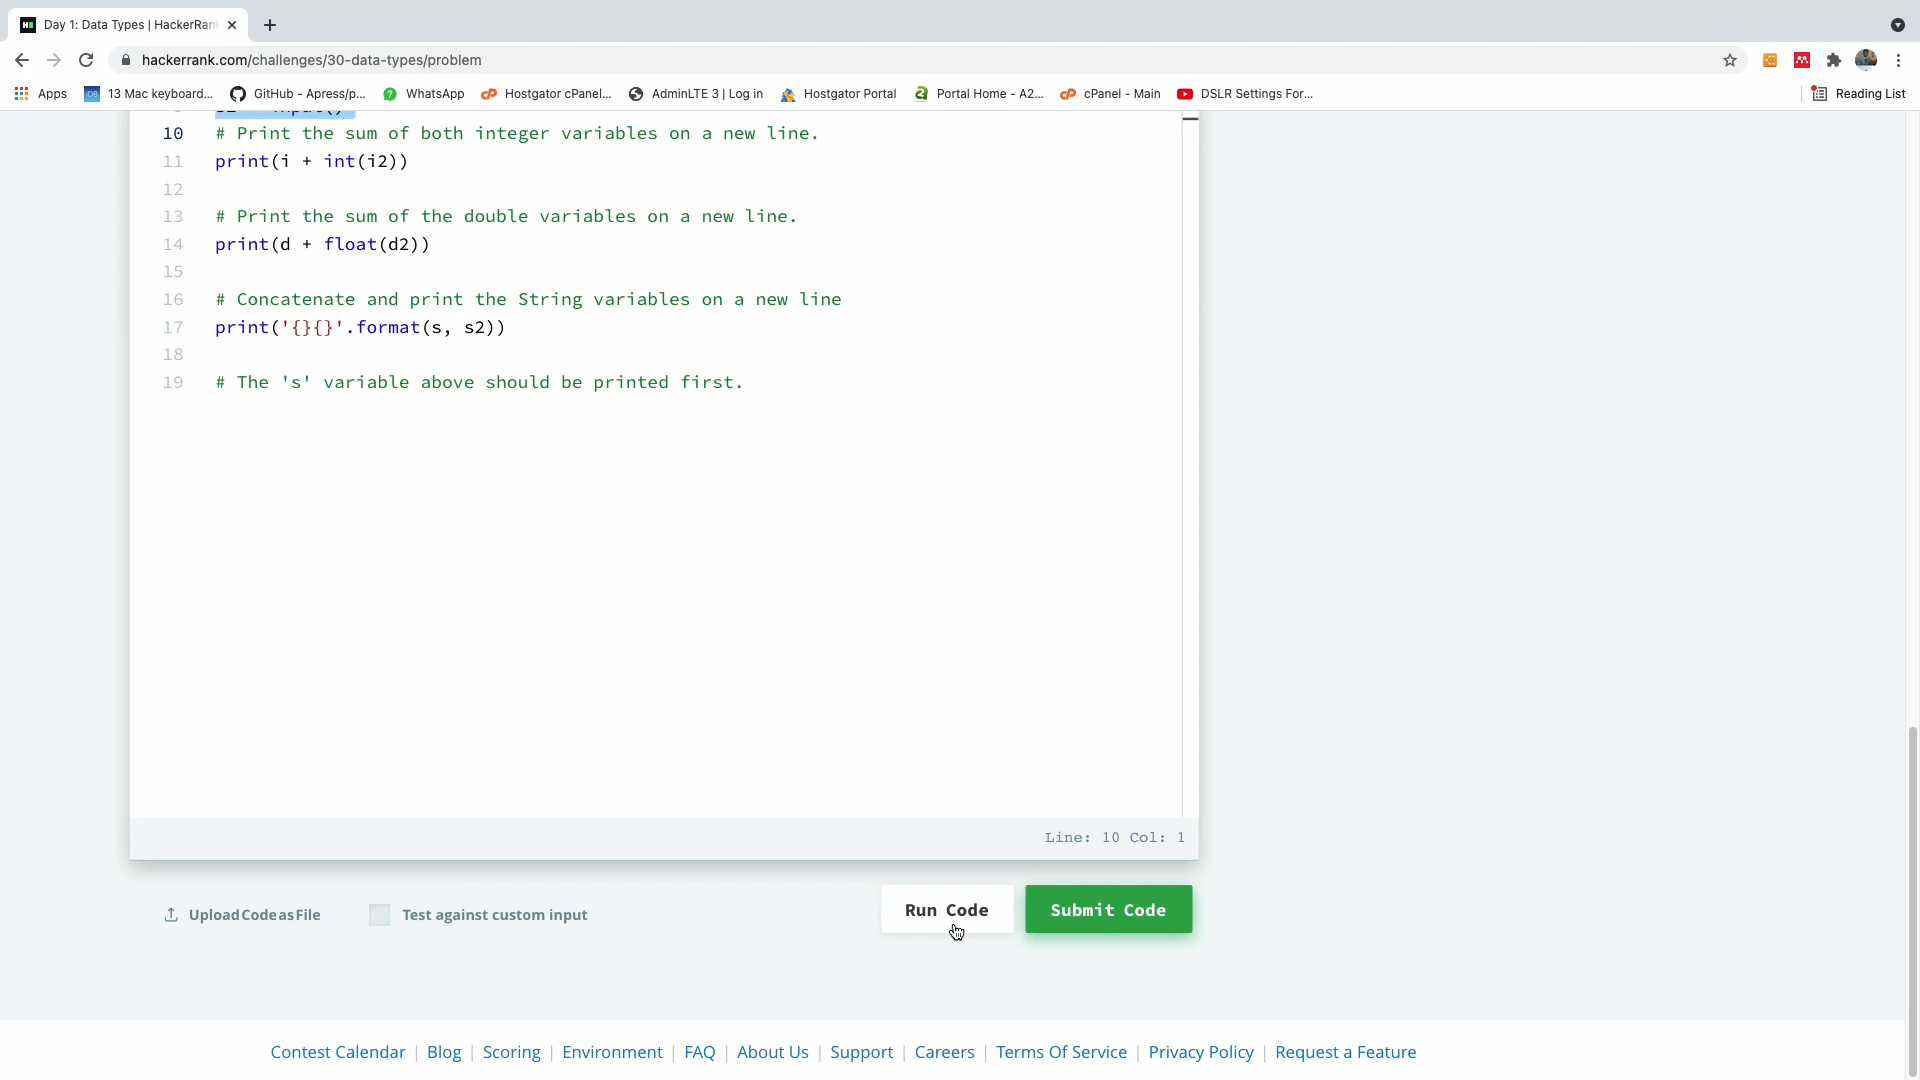 Day 1: Data Types | HackerRan
hackerrank.com/challenges/30-data-types/problem
Apps 13 Mac keyboard... GitHub - Apress/p... WhatsApp Hostgator cPanel... AdminLTE 3 | Log in Hostgator Portal Portal Home - A2... cPanel - Main DSLR Settings For... Reading List
10 # Print the sum of both integer variables on a new line.
11 print(i + int(i2))
12
13 # Print the sum of the double variables on a new line.
14 print(d + float(d2))
15
16 # Concatenate and print the String variables on a new line
17 print('{}{}'.format(s, s2))
18
19 # The 's' variable above should be printed first.
Line: 10 Col: 1
Upload Code as File Test against custom input Run Code Submit Code
Contest Calendar | Blog | Scoring | Environment | FAQ | About Us | Support | Careers | Terms Of Service | Privacy Policy | Request a Feature